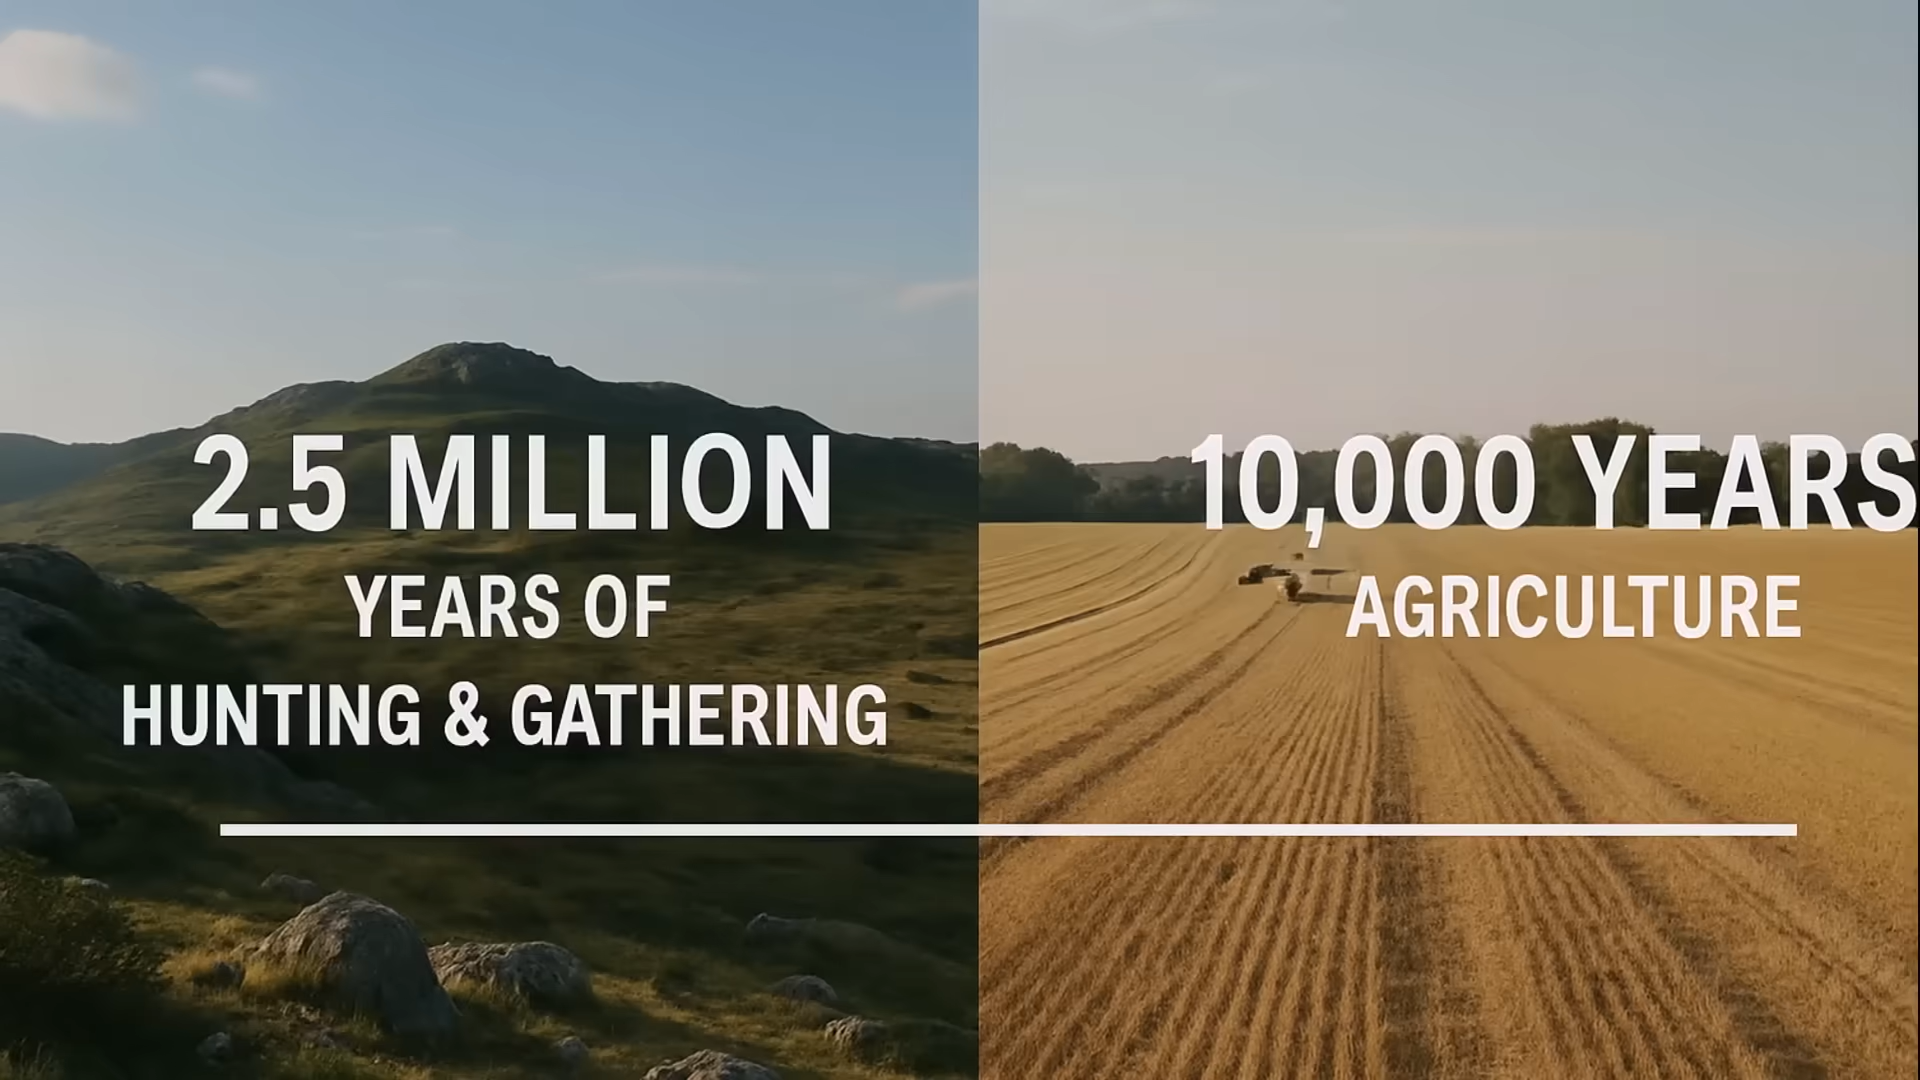 2.5 MILLION
YEARS OF
HUNTING & GATHERING
10,000 YEARS
AGRICULTURE